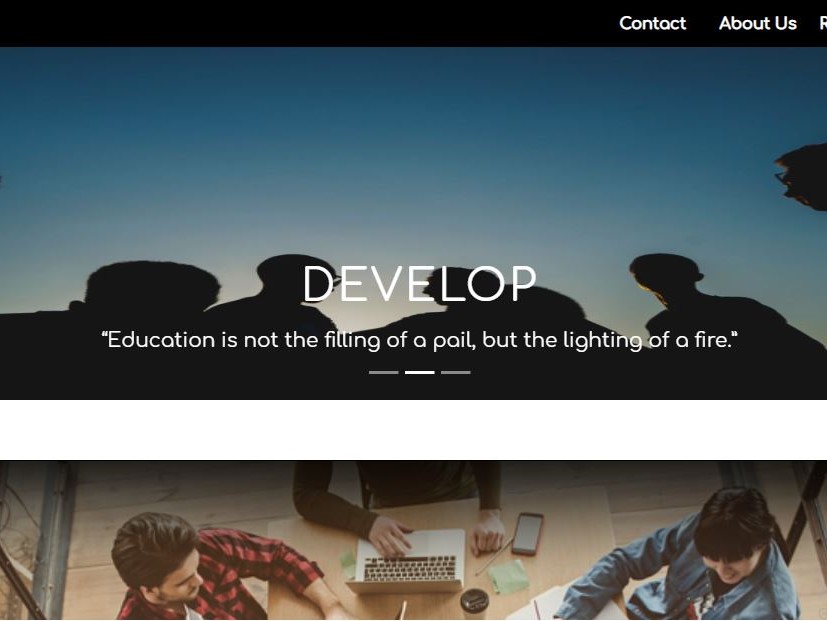 Contact About Us
DEVELOP
“Education is not the filling of a pail, but the lighting of a fire.”